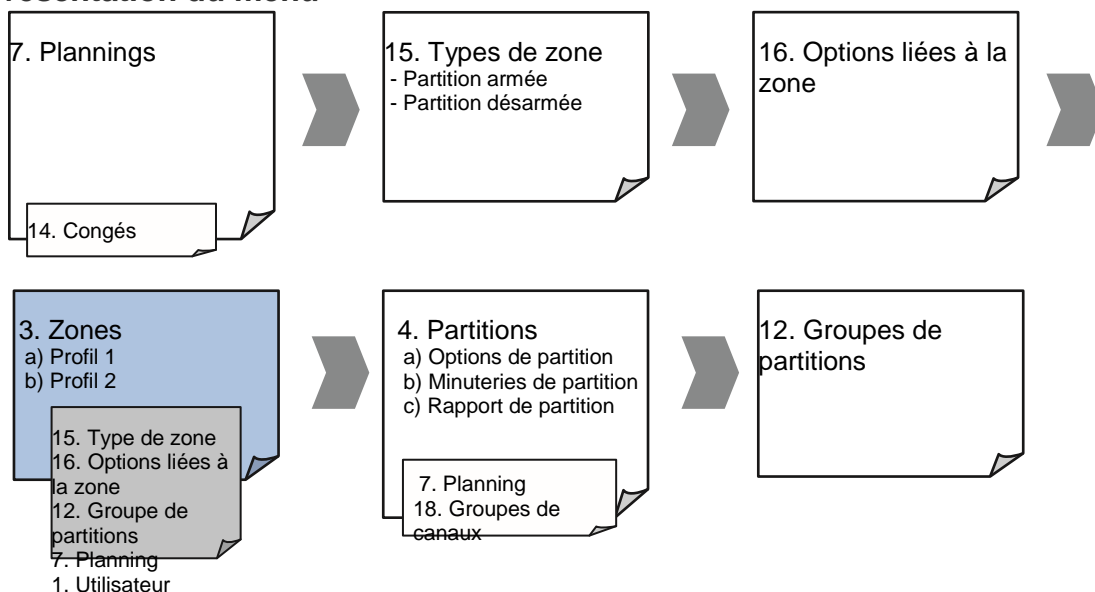 résentation du menu
7. Plannings
14. Congés
15. Types de zone
- Partition armée
- Partition désarmée
16. Options liées à la
zone
3. Zones
a) Profil 1
b) Profil 2
15. Type de zone
16. Options liées à
la zone
12. Groupe de
partitions
7. Planning
1. Utilisateur
4. Partitions
a) Options de partition
b) Minuteries de partition
c) Rapport de partition
7. Planning
18. Groupes de
canaux
12. Groupes de
partitions